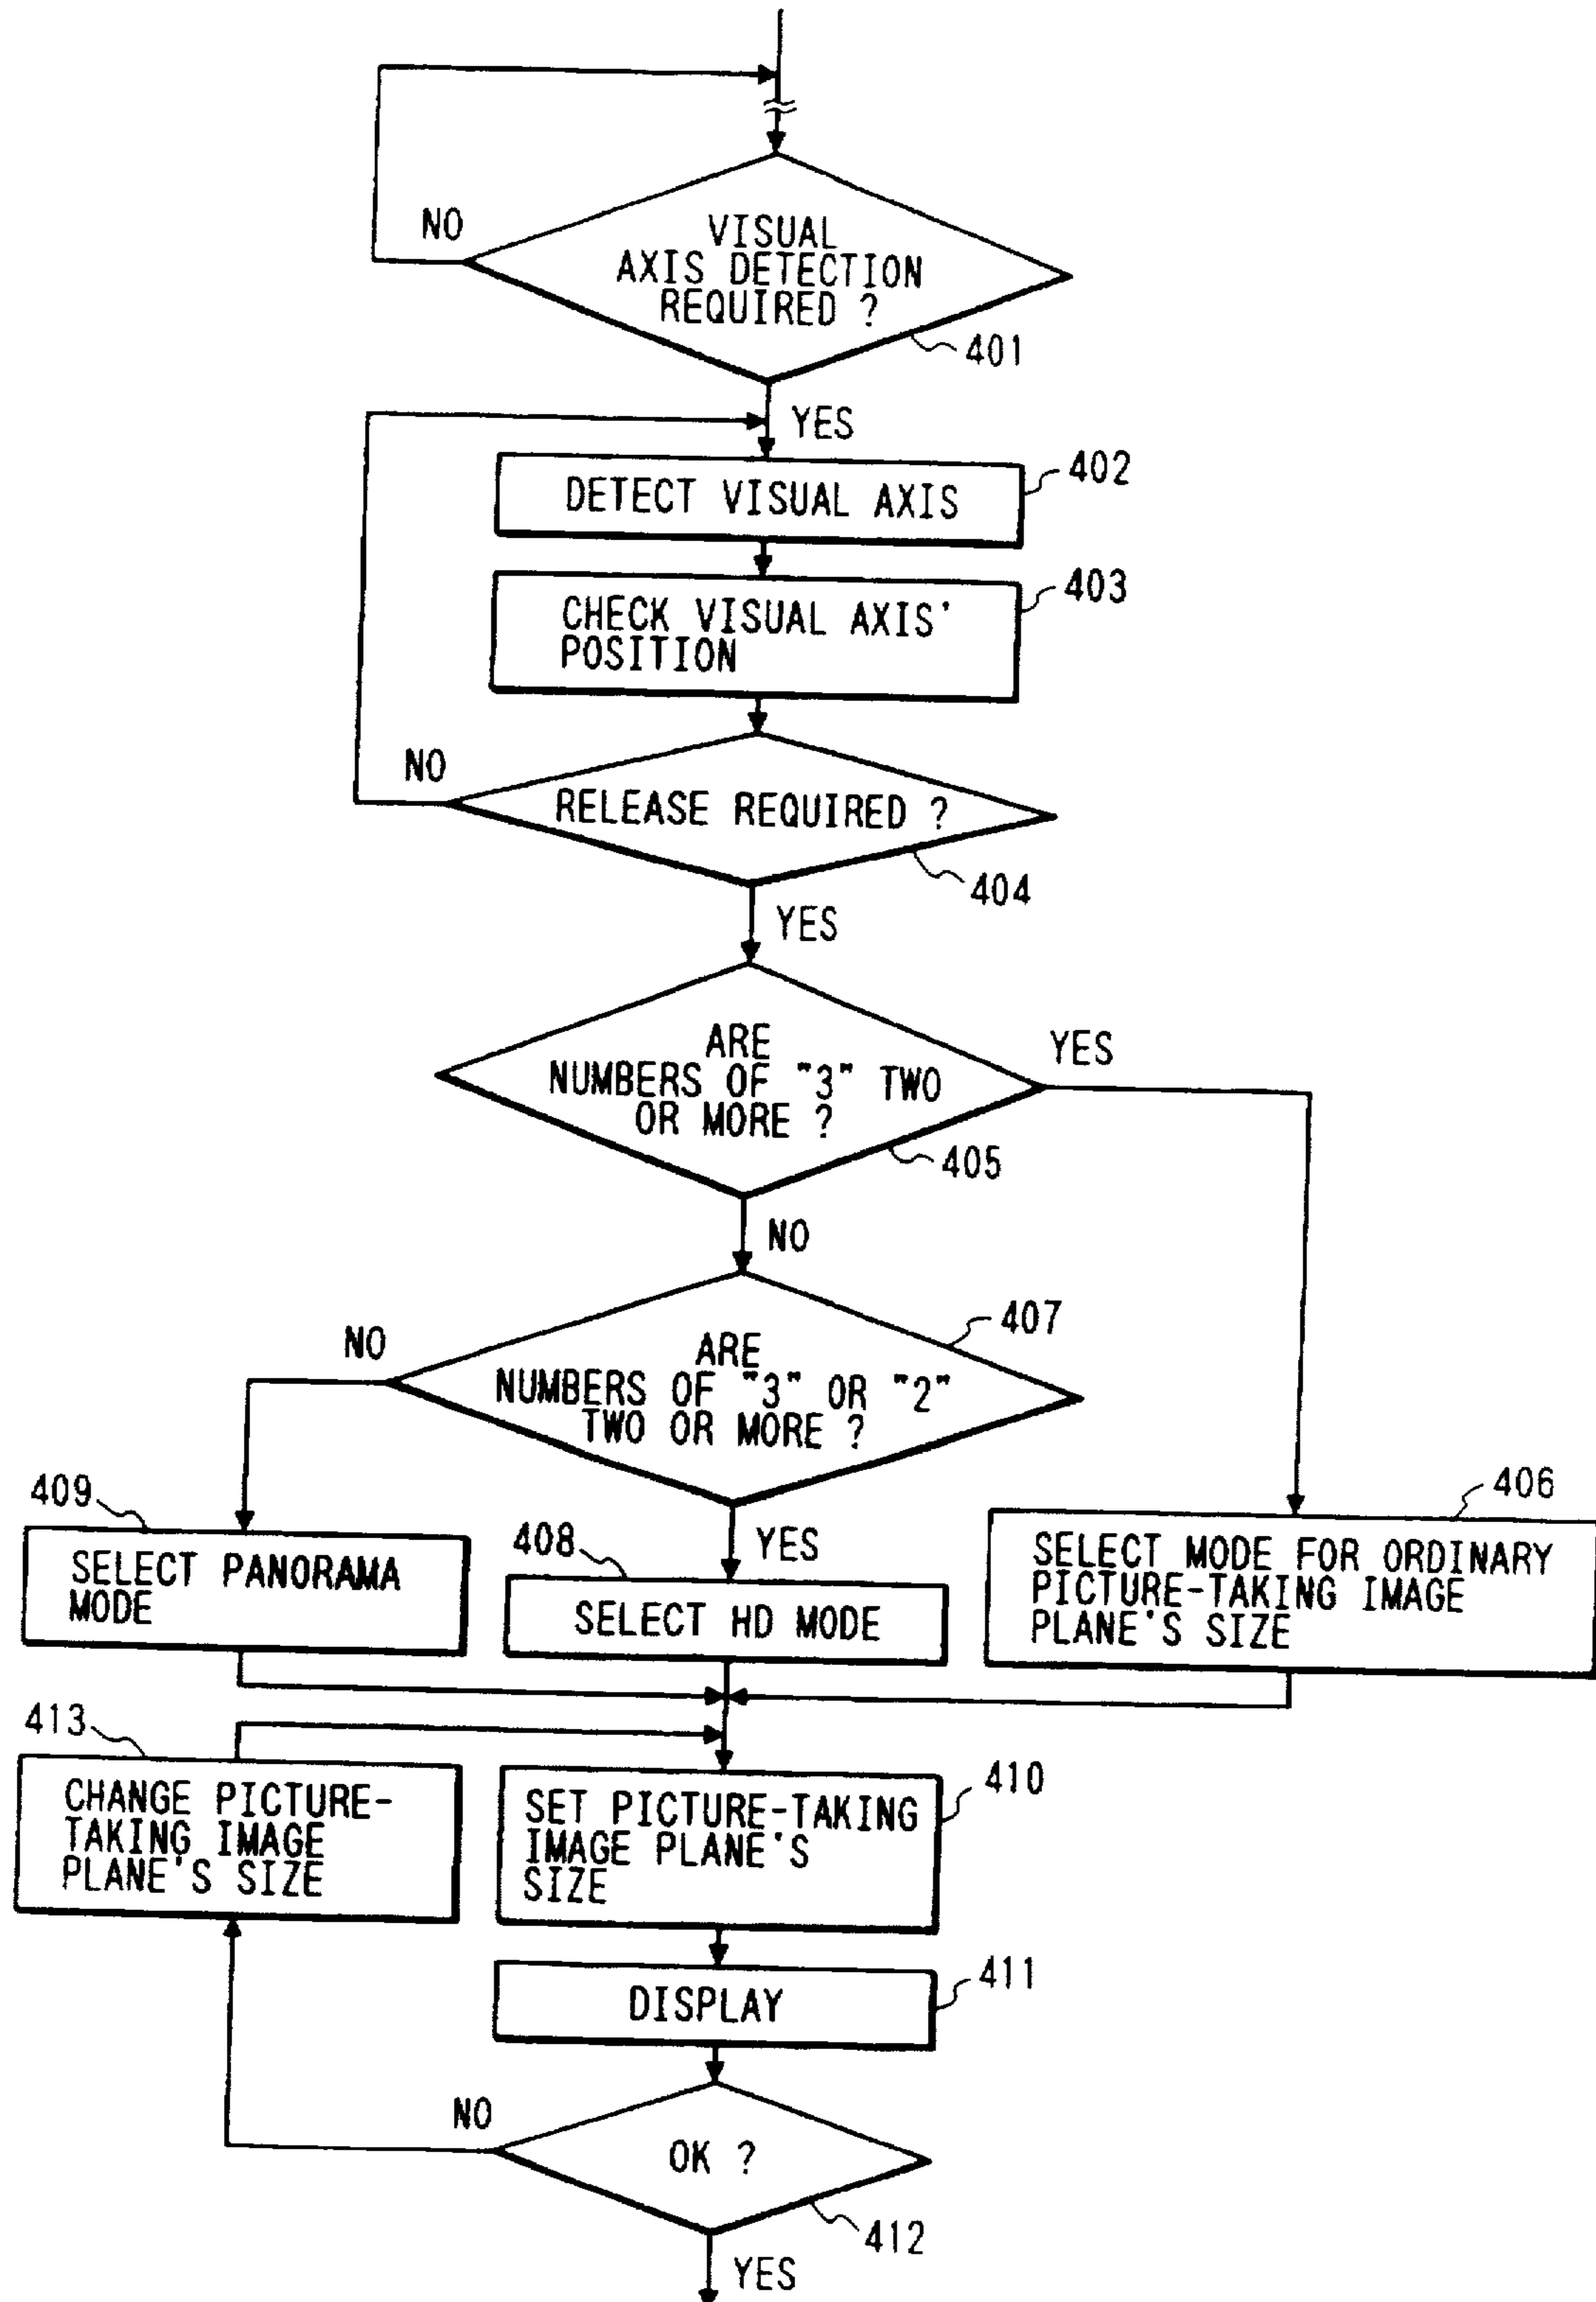 NO
VISUAL
AXIS DETECTION
REQUIRED ?
401
YES
402
DETECT VISUAL AXIS
403
CHECK VISUAL AXIS'
POSITION
NO
RELEASE REQUIRED ?
404
YES
ARE
NUMBERS OF "3" TWO
OR MORE ?
YES
405
NO
407
NO
ARE
NUMBERS OF "3" OR "2"
TWO OR MORE ?
409
SELECT PANORAMA
MODE
408
YES
SELECT HD MODE
406
SELECT MODE FOR ORDINARY
PICTURE-TAKING IMAGE
PLANE'S SIZE
413
CHANGE PICTURE-
TAKING IMAGE
PLANE'S SIZE
410
SET PICTURE-TAKING
IMAGE PLANE'S
SIZE
411
DISPLAY
NO
OK ?
412
YES